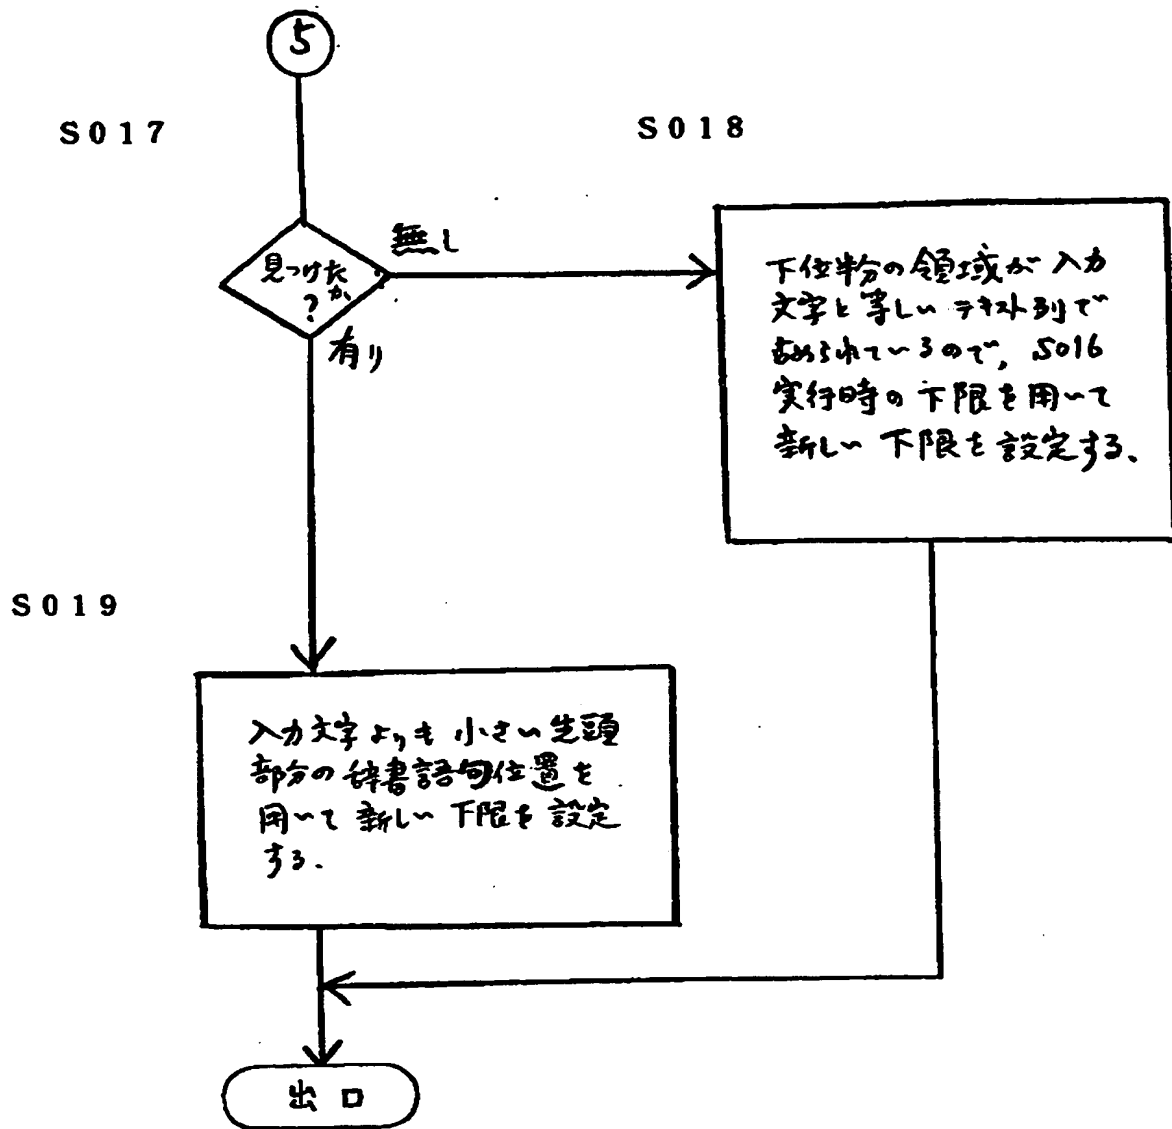 5
S017
S018
無し
見つけたか
?
有り
下位半分の領域が入力
文字と等しいテキスト列で
占められているので、S016
実行時の下限を用いて
新しい下限を設定する.
S019
入力文字よりも小さい先頭
部分の辞書語句位置を
用いて新しい下限を設定
する.
出口